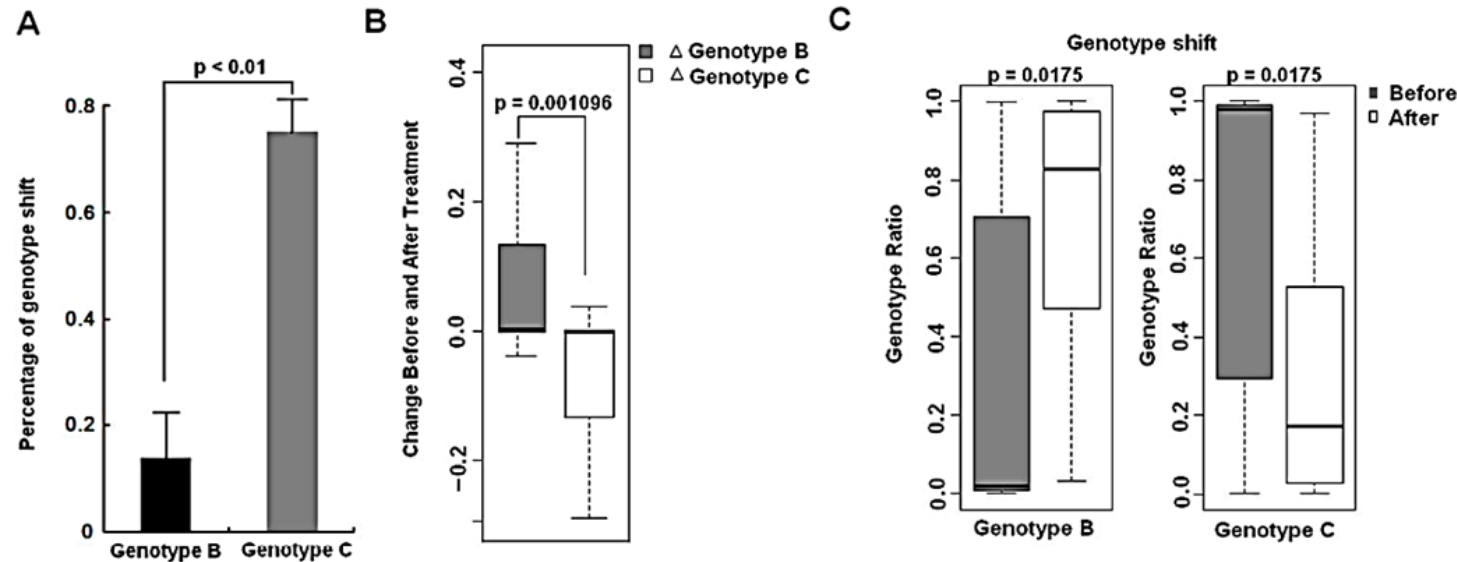 A
p < 0.01
Percentage of genotype shift
0.8
0.6
0.4
0.2
0
Genotype B
Genotype C
B
△ Genotype B
△ Genotype C
p = 0.001096
Change Before and After Treatment
0.4
0.2
0.0
−0.2
C
Genotype shift
p = 0.0175
Genotype Ratio
1.0
0.8
0.6
0.4
0.2
0.0
Genotype B
p = 0.0175
Genotype Ratio
1.0
0.8
0.6
0.4
0.2
0.0
Genotype C
Before
After